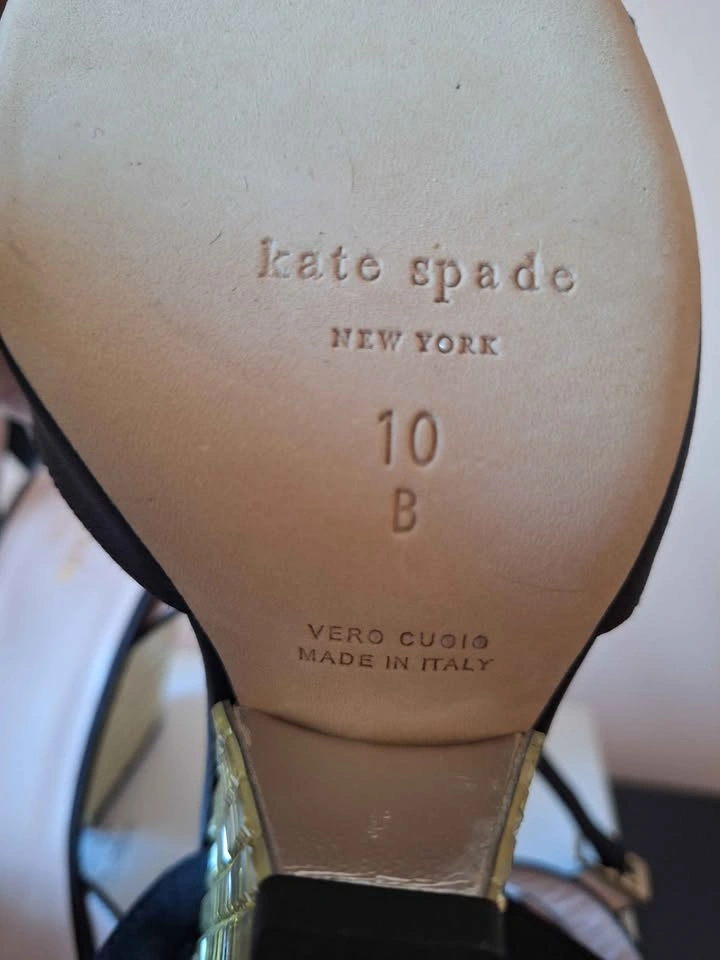 kate spade
NEW YORK
10
B
VERO CUOIO
MADE IN ITALY